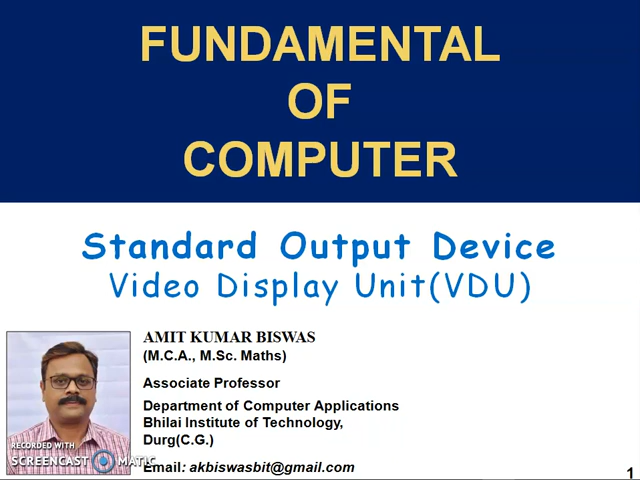 FUNDAMENTAL
OF
COMPUTER
Standard Output Device
Video Display Unit(VDU)
AMIT KUMAR BISWAS
(M.C.A., M.Sc. Maths)
Associate Professor
Department of Computer Applications
Bhilai Institute of Technology,
Durg(C.G.)
Email: akbiswasbit@gmail.com
RECORDED WITH
SCREENCAST MATIC
1